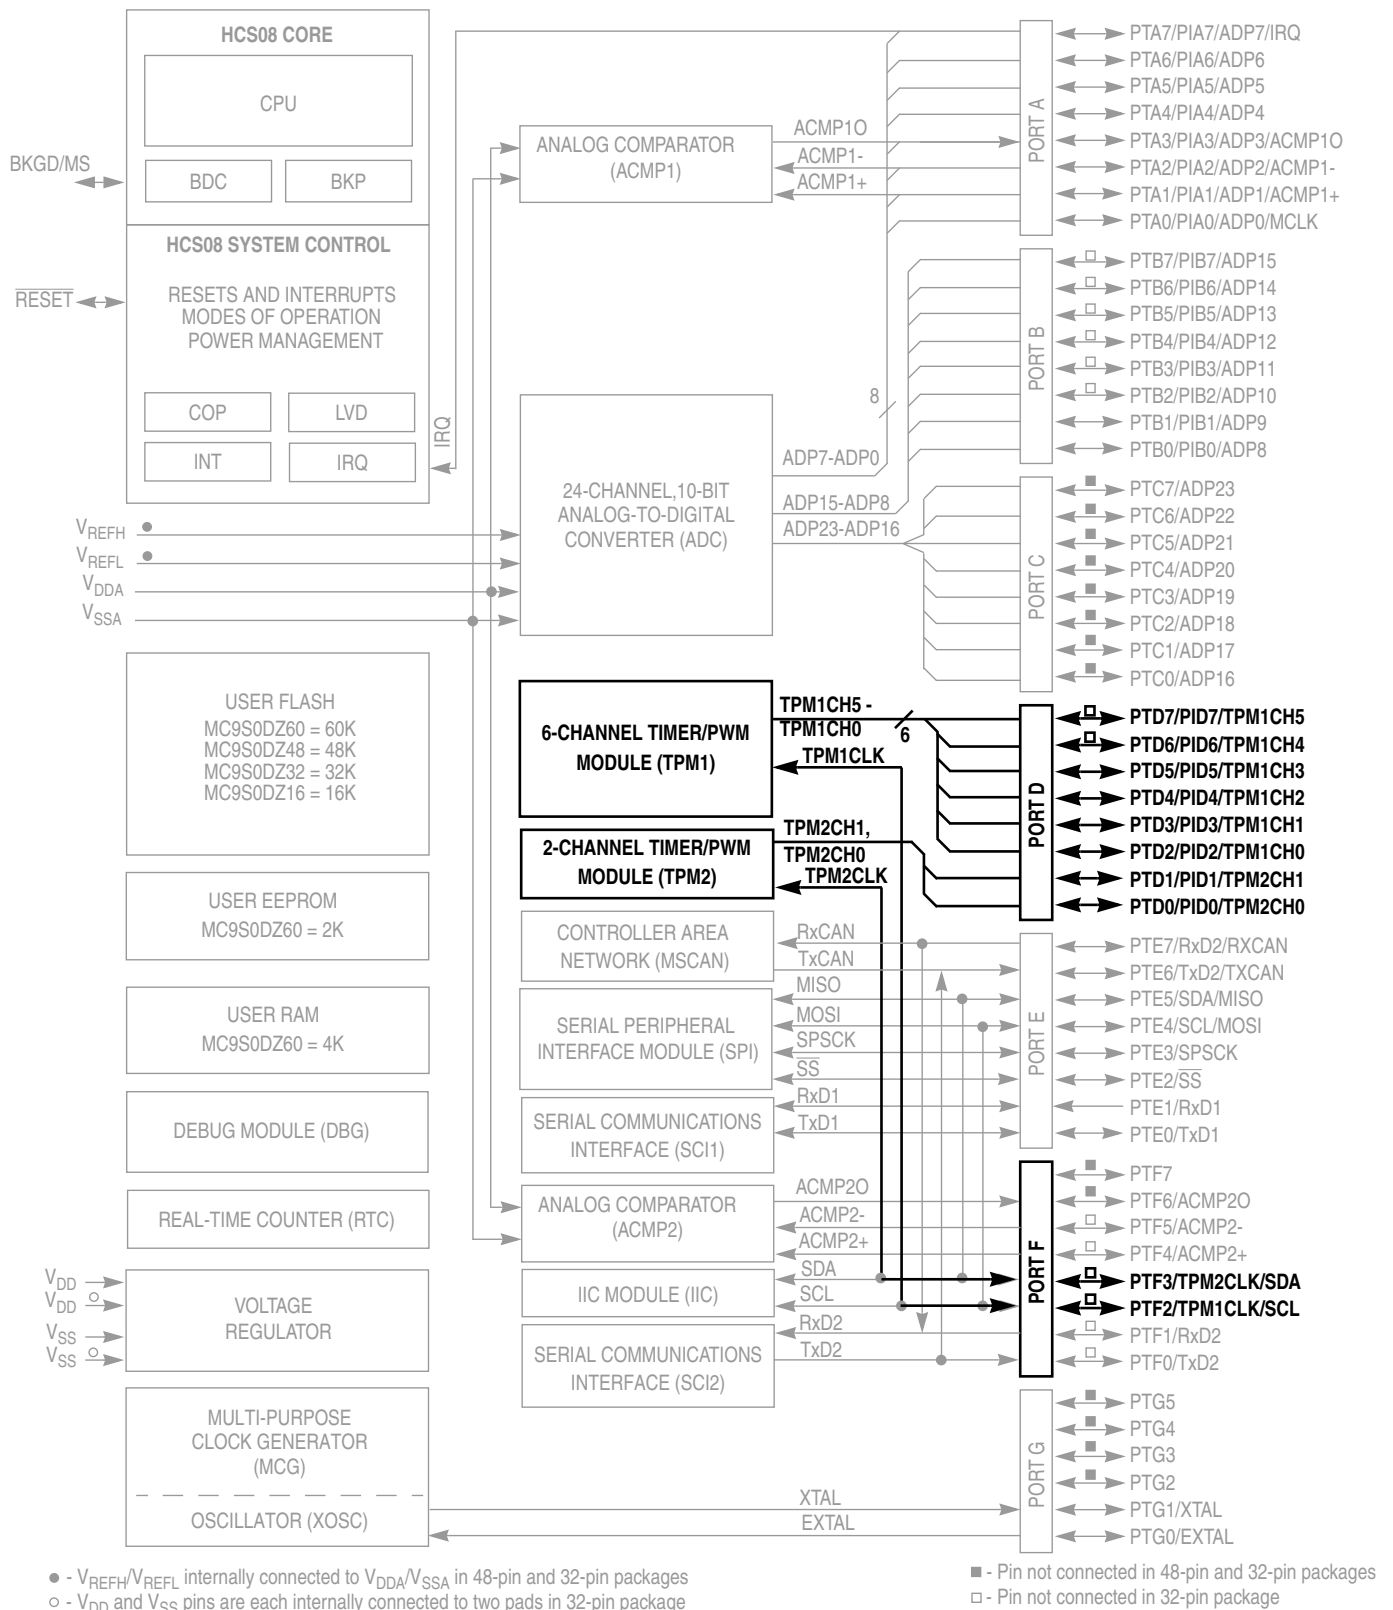 HCS08 CORE
CPU
BDC
BKP
BKGD/MS
HCS08 SYSTEM CONTROL
RESETS AND INTERRUPTS
MODES OF OPERATION
POWER MANAGEMENT
RESET
COP
LVD
INT
IRQ
IRQ
VREFH
VREFL
VDDA
VSSA
USER FLASH
MC9S0DZ60 = 60K
MC9S0DZ48 = 48K
MC9S0DZ32 = 32K
MC9S0DZ16 = 16K
USER EEPROM
MC9S0DZ60 = 2K
USER RAM
MC9S0DZ60 = 4K
DEBUG MODULE (DBG)
REAL-TIME COUNTER (RTC)
VDD
VDD
VSS
VSS
VOLTAGE
REGULATOR
MULTI-PURPOSE
CLOCK GENERATOR
(MCG)
OSCILLATOR (XOSC)
ANALOG COMPARATOR
(ACMP1)
ACMP1O
ACMP1-
ACMP1+
24-CHANNEL,10-BIT
ANALOG-TO-DIGITAL
CONVERTER (ADC)
8
ADP7-ADP0
ADP15-ADP8
ADP23-ADP16
6-CHANNEL TIMER/PWM
MODULE (TPM1)
TPM1CH5 -
TPM1CH0
6
TPM1CLK
2-CHANNEL TIMER/PWM
MODULE (TPM2)
TPM2CH1,
TPM2CH0
TPM2CLK
CONTROLLER AREA
NETWORK (MSCAN)
RxCAN
TxCAN
SERIAL PERIPHERAL
INTERFACE MODULE (SPI)
MISO
MOSI
SPSCK
SS
SERIAL COMMUNICATIONS
INTERFACE (SCI1)
RxD1
TxD1
ANALOG COMPARATOR
(ACMP2)
ACMP2O
ACMP2-
ACMP2+
IIC MODULE (IIC)
SDA
SCL
SERIAL COMMUNICATIONS
INTERFACE (SCI2)
RxD2
TxD2
XTAL
EXTAL
PORT A
PTA7/PIA7/ADP7/IRQ
PTA6/PIA6/ADP6
PTA5/PIA5/ADP5
PTA4/PIA4/ADP4
PTA3/PIA3/ADP3/ACMP1O
PTA2/PIA2/ADP2/ACMP1-
PTA1/PIA1/ADP1/ACMP1+
PTA0/PIA0/ADP0/MCLK
PORT B
PTB7/PIB7/ADP15
PTB6/PIB6/ADP14
PTB5/PIB5/ADP13
PTB4/PIB4/ADP12
PTB3/PIB3/ADP11
PTB2/PIB2/ADP10
PTB1/PIB1/ADP9
PTB0/PIB0/ADP8
PORT C
PTC7/ADP23
PTC6/ADP22
PTC5/ADP21
PTC4/ADP20
PTC3/ADP19
PTC2/ADP18
PTC1/ADP17
PTC0/ADP16
PORT D
PTD7/PID7/TPM1CH5
PTD6/PID6/TPM1CH4
PTD5/PID5/TPM1CH3
PTD4/PID4/TPM1CH2
PTD3/PID3/TPM1CH1
PTD2/PID2/TPM1CH0
PTD1/PID1/TPM2CH1
PTD0/PID0/TPM2CH0
PORT E
PTE7/RxD2/RXCAN
PTE6/TxD2/TXCAN
PTE5/SDA/MISO
PTE4/SCL/MOSI
PTE3/SPSCK
PTE2/SS
PTE1/RxD1
PTE0/TxD1
PORT F
PTF7
PTF6/ACMP2O
PTF5/ACMP2-
PTF4/ACMP2+
PTF3/TPM2CLK/SDA
PTF2/TPM1CLK/SCL
PTF1/RxD2
PTF0/TxD2
PORT G
PTG5
PTG4
PTG3
PTG2
PTG1/XTAL
PTG0/EXTAL
● - VREFH/VREFL internally connected to VDDA/VSSA in 48-pin and 32-pin packages
○ - VDD and VSS pins are each internally connected to two pads in 32-pin package
■ - Pin not connected in 48-pin and 32-pin packages
□ - Pin not connected in 32-pin package